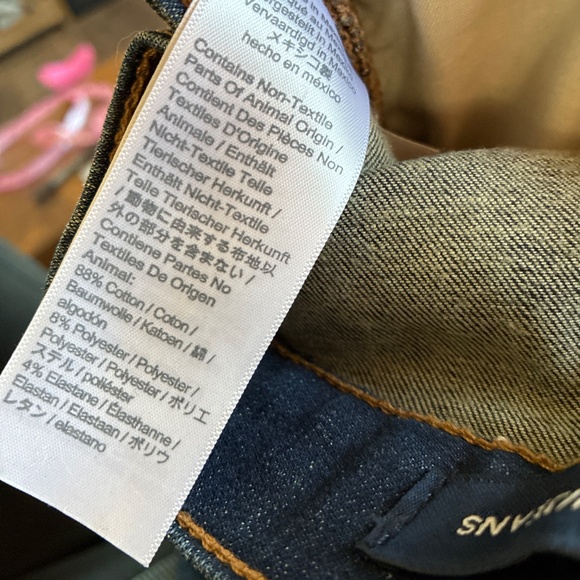 Vervaardigd in Mexico
メキシコ製
hecho en méxico
Contains Non-Textile
Parts Of Animal Origin /
Contient Des Pièces Non
Textiles D'Origine
Animale / Enthält
Nicht-Textile Teile
Tierischer Herkunft /
Enthält Nicht-Textile
Teile Tierischer Herkunft
/ 動物に由来する布地以
外の部分を含まない /
Contiene Partes No
Textiles De Origen
Animal:
88% Cotton / Coton /
Baumwolle / Katoen / 綿 /
algodón
8% Polyester / Polyester /
Polyester / Polyester / ポリエ
ステル / poliéster
4% Elastane / Elasthanne /
Elastan / Elastaan / ポリウ
レタン / elastano